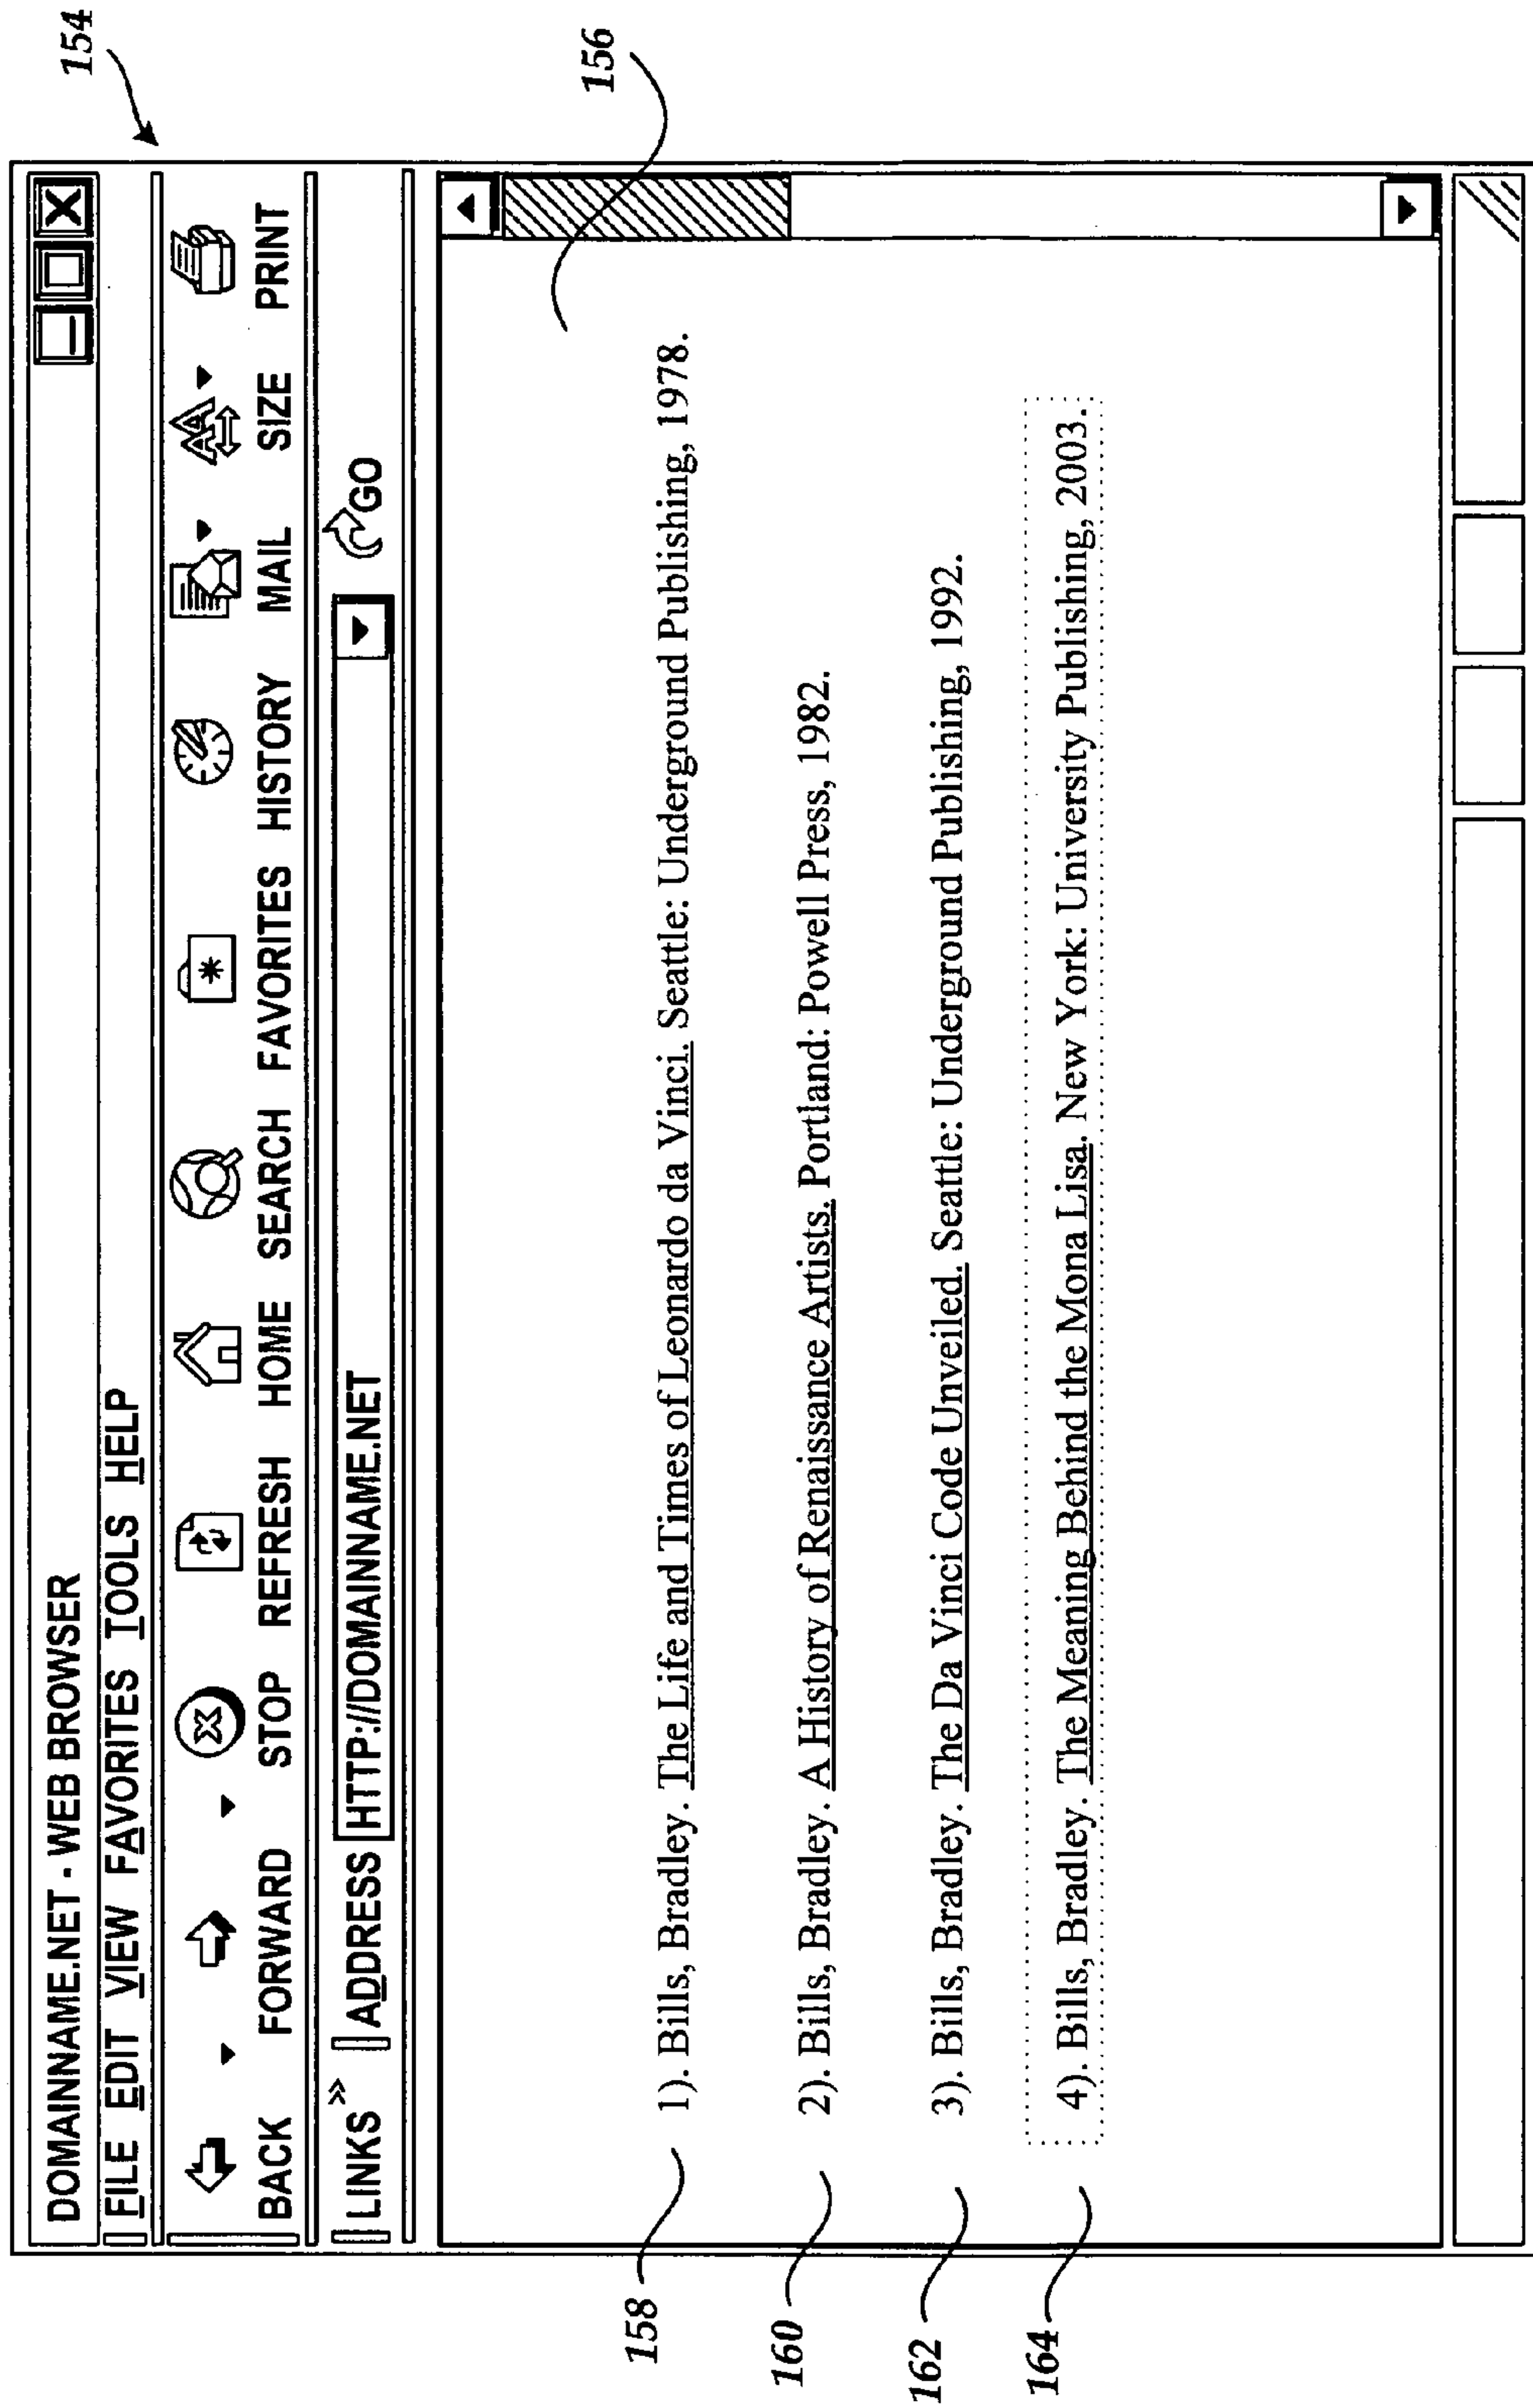 154
DOMAINNAME.NET - WEB BROWSER
FILE EDIT VIEW FAVORITES TOOLS HELP
BACK FORWARD STOP REFRESH HOME SEARCH FAVORITES HISTORY MAIL SIZE PRINT
LINKS » ADDRESS HTTP://DOMAINNAME.NET GO
156
158 1). Bills, Bradley. The Life and Times of Leonardo da Vinci. Seattle: Underground Publishing, 1978.
160 2). Bills, Bradley. A History of Renaissance Artists. Portland: Powell Press, 1982.
162 3). Bills, Bradley. The Da Vinci Code Unveiled. Seattle: Underground Publishing, 1992.
164 4). Bills, Bradley. The Meaning Behind the Mona Lisa. New York: University Publishing, 2003.